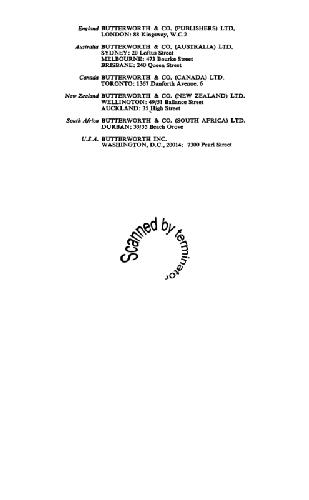 England BUTTERWORTH & CO. (PUBLISHERS) LTD.
LONDON: 88 Kingsway, W.C.2
Australia BUTTERWORTH & CO. (AUSTRALIA) LTD.
SYDNEY: 20 Loftus Street
MELBOURNE: 473 Bourke Street
BRISBANE: 240 Queen Street
Canada BUTTERWORTH & CO. (CANADA) LTD.
TORONTO: 1367 Danforth Avenue, 6
New Zealand BUTTERWORTH & CO. (NEW ZEALAND) LTD.
WELLINGTON: 49/51 Ballance Street
AUCKLAND: 35 High Street
South Africa BUTTERWORTH & CO. (SOUTH AFRICA) LTD.
DURBAN: 33/35 Beach Grove
U.S.A. BUTTERWORTH INC.
WASHINGTON, D.C., 20014: 7300 Pearl Street
Scanned by terminator